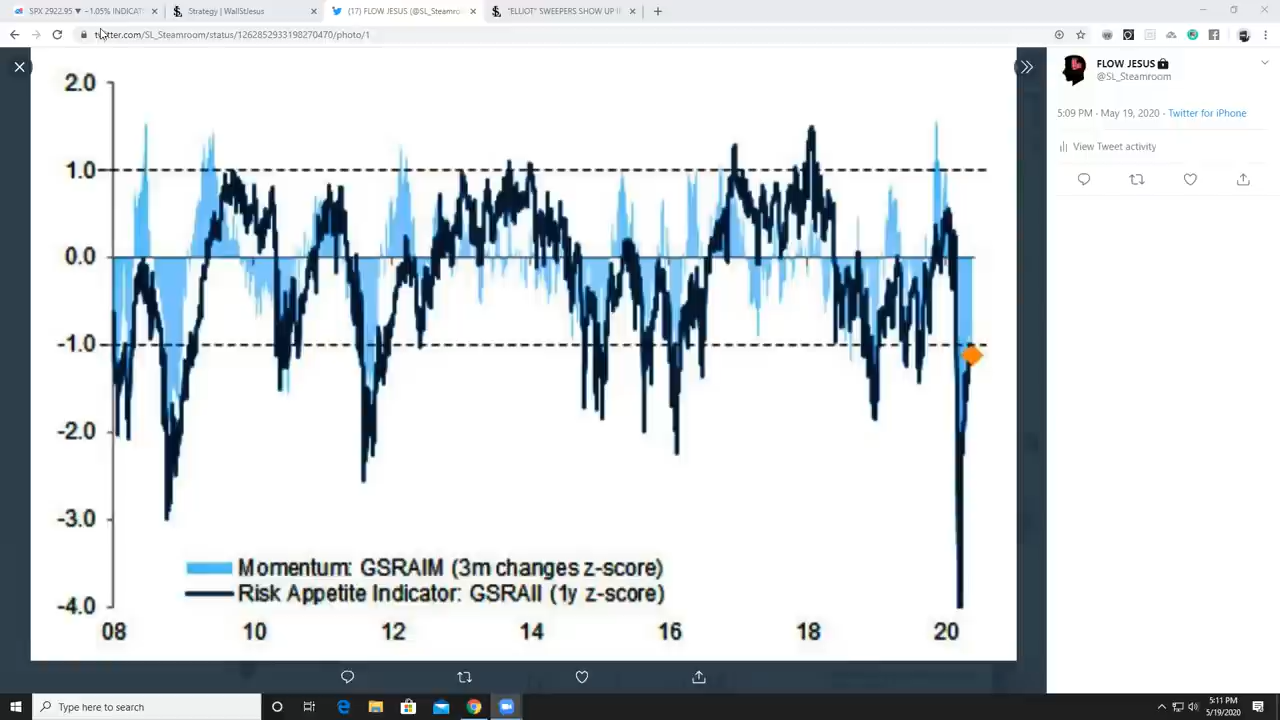 SPX 2922.95 ▼ −1.05% INDICAT
Strategy | WallStJesus
(17) FLOW JESUS (@SL_Steamro
"ELLIOT" SWEEPERS SHOW UP I
twitter.com/SL_Steamroom/status/1262852933198270470/photo/1
FLOW JESUS
@SL_Steamroom
5:09 PM · May 19, 2020 · Twitter for iPhone
View Tweet activity
2.0
1.0
0.0
-1.0
-2.0
-3.0
-4.0
Momentum: GSRAIM (3m changes z-score)
Risk Appetite Indicator: GSRAII (1y z-score)
08 10 12 14 16 18 20
Type here to search
5:11 PM
5/19/2020